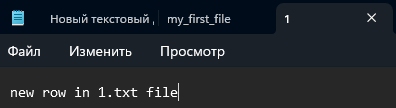 Новый текстовый my_first_file 1
Файл Изменить Просмотр
new row in 1.txt file